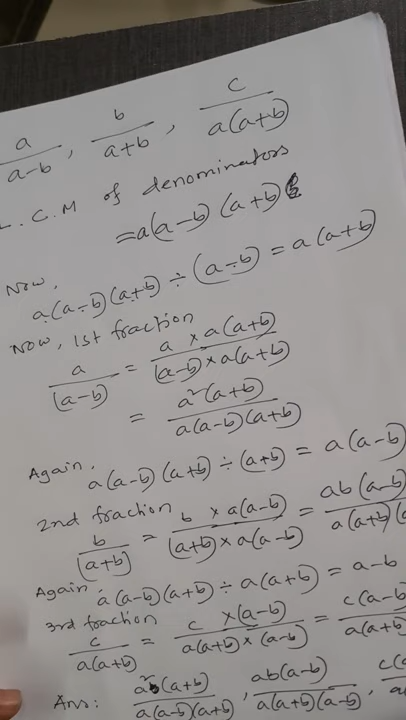 a/(a-b), b/(a+b), c/(a(a+b))
L.C.M of denominators
=a(a-b)(a+b)
Now,
a(a-b)(a+b) ÷ (a-b) = a(a+b)
Now, 1st fraction
a/(a-b) = (a × a(a+b))/((a-b) × a(a+b))
= a²(a+b)/(a(a-b)(a+b))
Again, a(a-b)(a+b) ÷ (a+b) = a(a-b)
2nd fraction
b/(a+b) = (b × a(a-b))/((a+b) × a(a-b)) = ab(a-b)/(a(a+b)(
Again, a(a-b)(a+b) ÷ a(a+b) = a-b
3rd fraction
c/(a(a+b)) = (c × (a-b))/(a(a+b) × (a-b)) = c(a-b)/(a(a+b)
Ans: a²(a+b)/(a(a-b)(a+b)), ab(a-b)/(a(a+b)(a-b)),